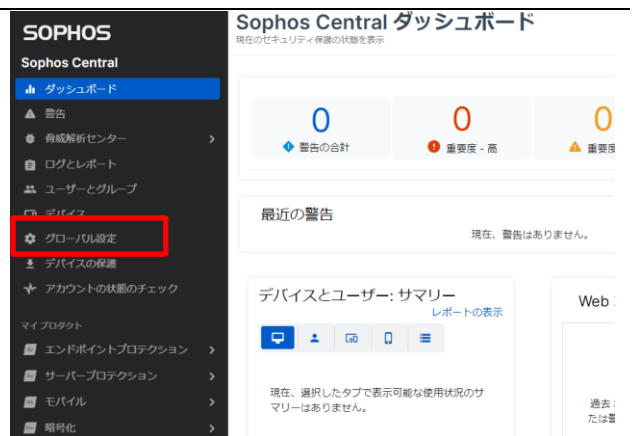 SOPHOS
Sophos Central
ダッシュボード
警告
脅威解析センター
ログとレポート
ユーザーとグループ
デバイス
グローバル設定
デバイスの保護
アカウントの状態のチェック
マイプロダクト
エンドポイントプロテクション
サーバープロテクション
モバイル
暗号化
Sophos Central ダッシュボード
現在のセキュリティ保護の状態を表示
0
警告の合計
0
重要度 - 高
0
重要度
最近の警告
現在、警告はありません。
デバイスとユーザー: サマリー
レポートの表示
現在、選択したタブで表示可能な使用状況のサ
マリーはありません。
Web
過去
たは警